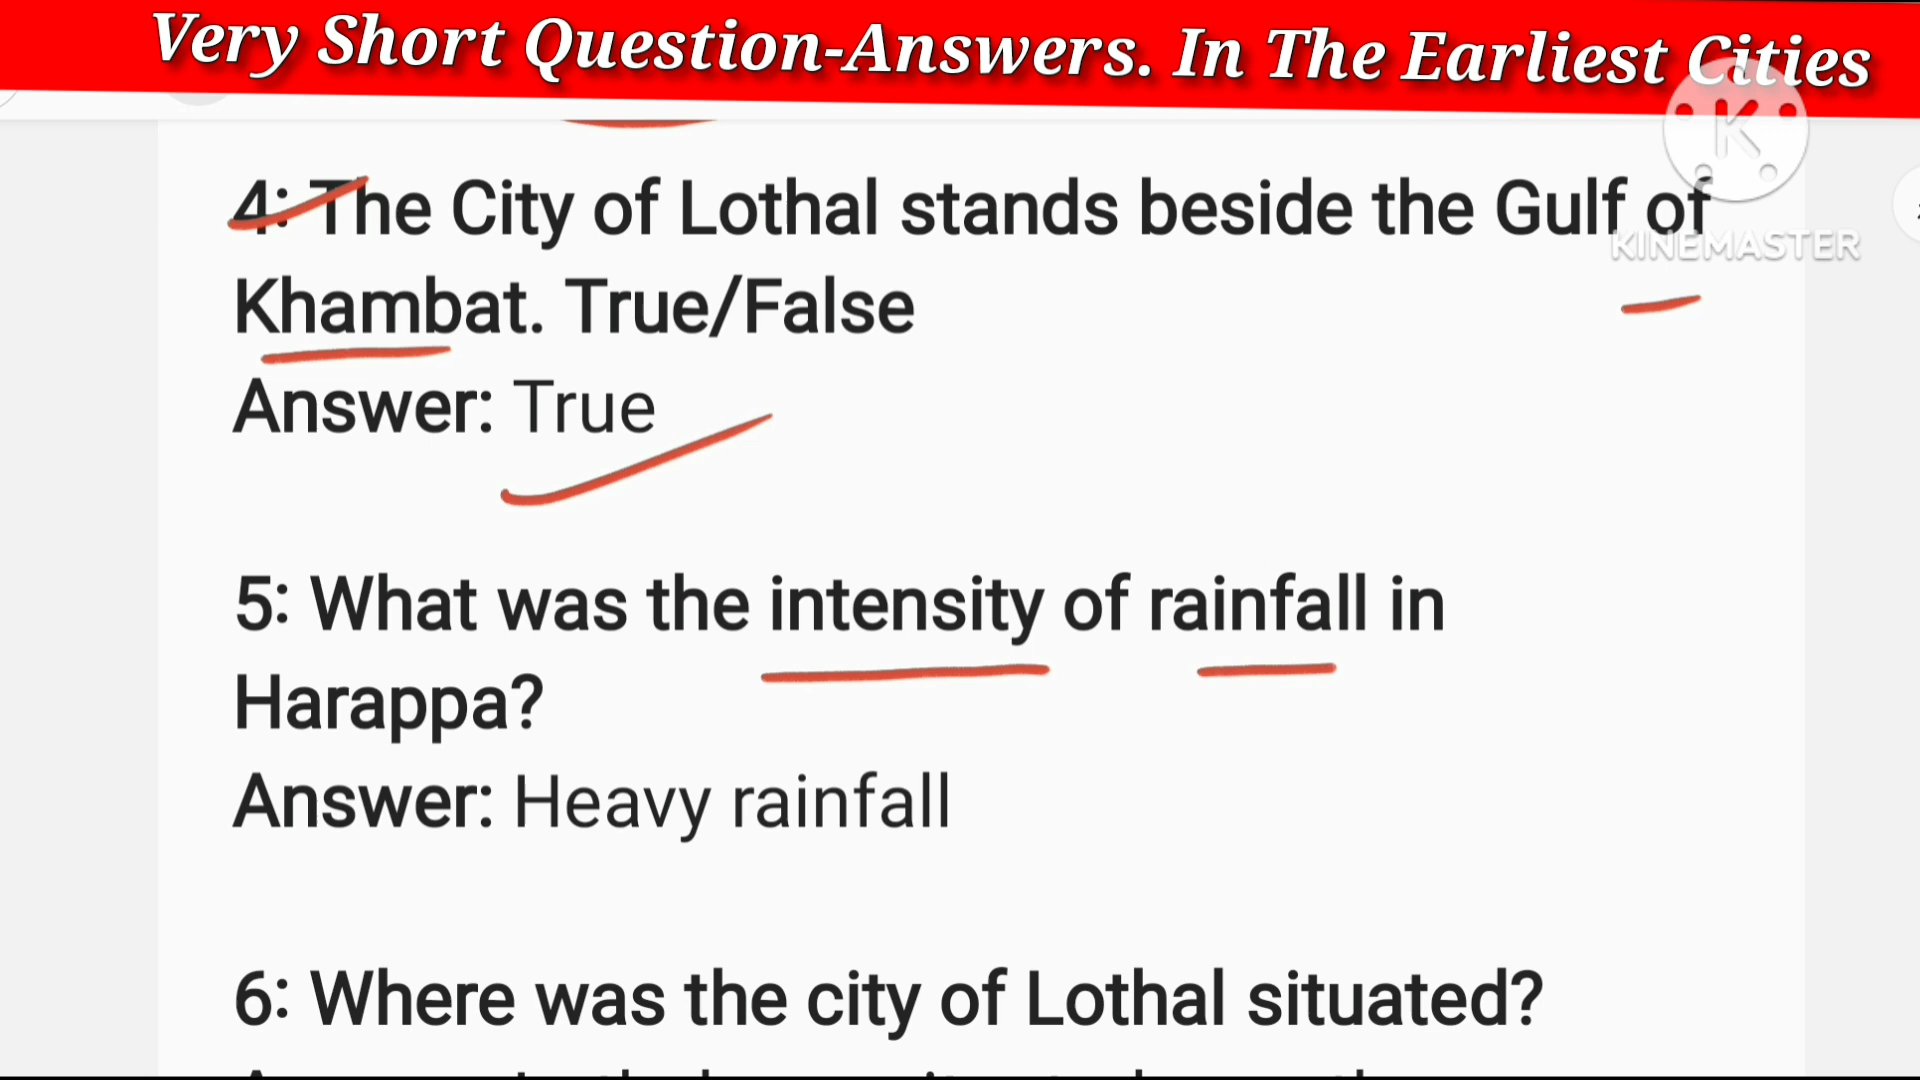 Very Short Question-Answers. In The Earliest Cities
K
KINEMASTER
4: The City of Lothal stands beside the Gulf of
Khambat. True/False
Answer: True
5: What was the intensity of rainfall in
Harappa?
Answer: Heavy rainfall
6: Where was the city of Lothal situated?